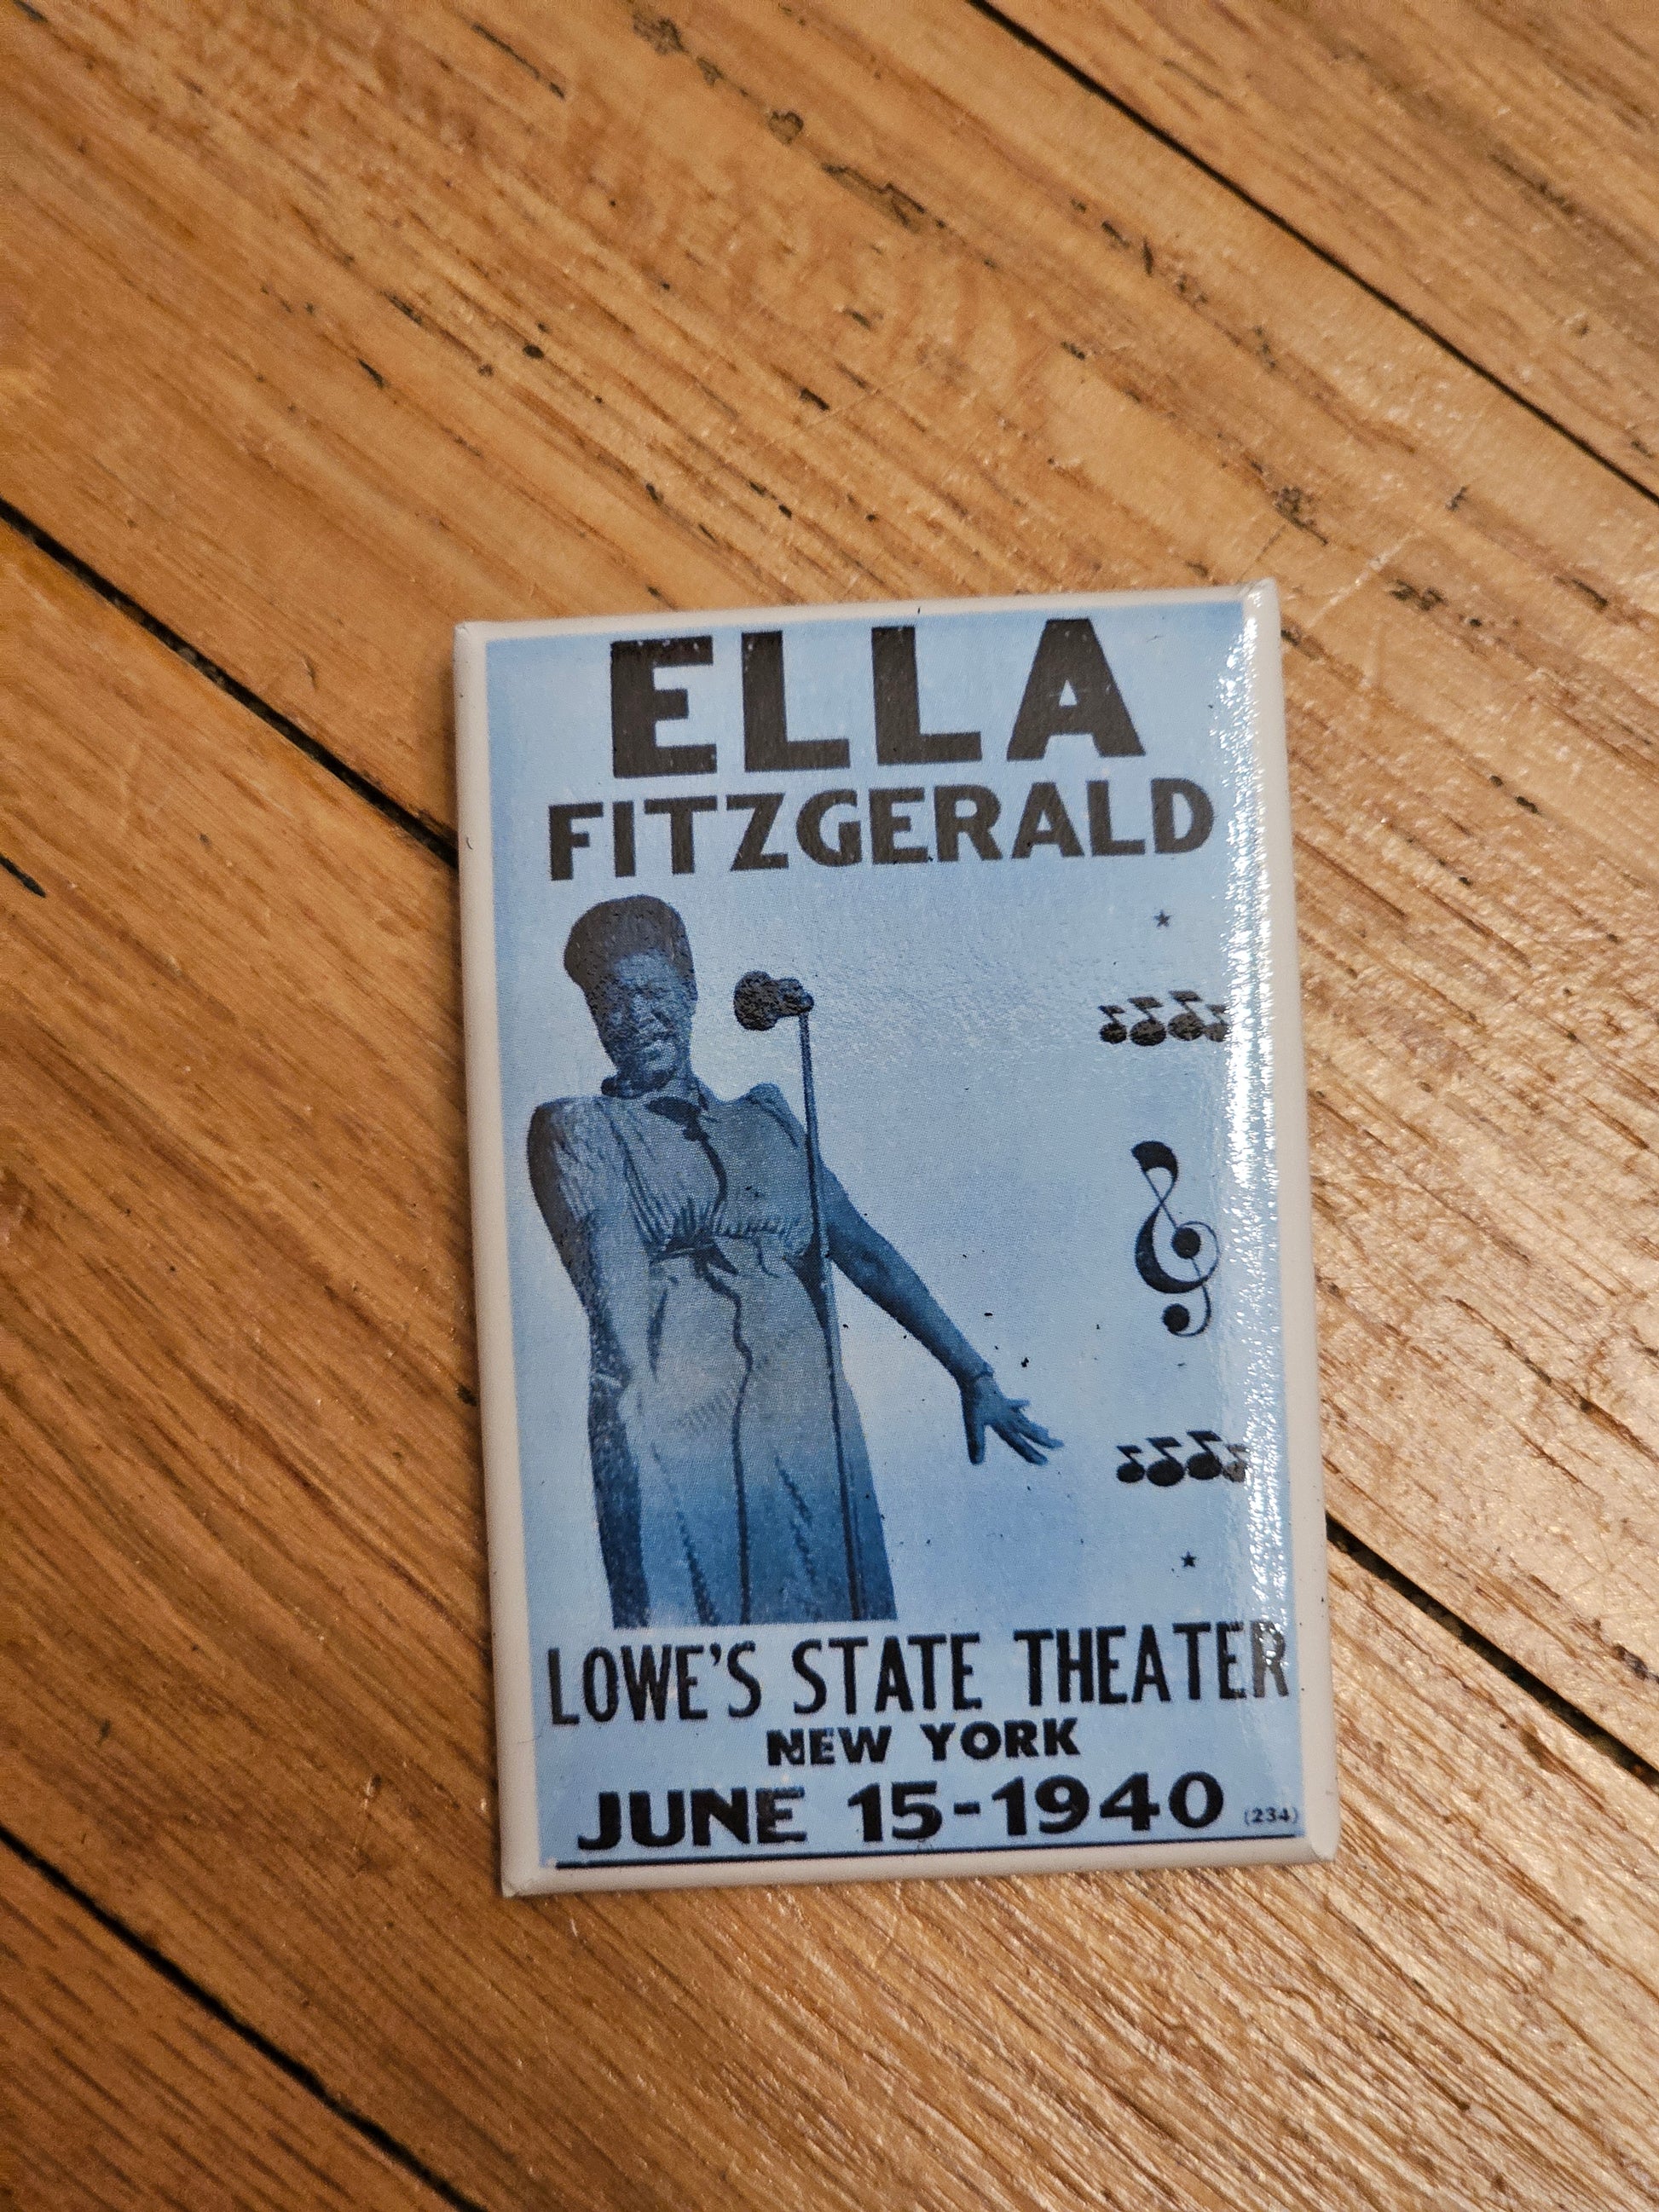 ELLA
FITZGERALD
LOWE'S STATE THEATER
NEW YORK
JUNE 15-1940 (234)